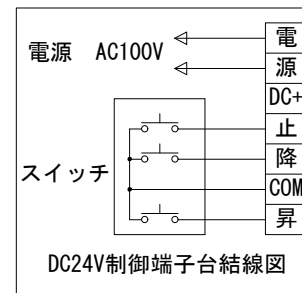 電源 AC100V
電
源
DC+
止
降
COM
昇
スイッチ
DC24V制御端子台結線図